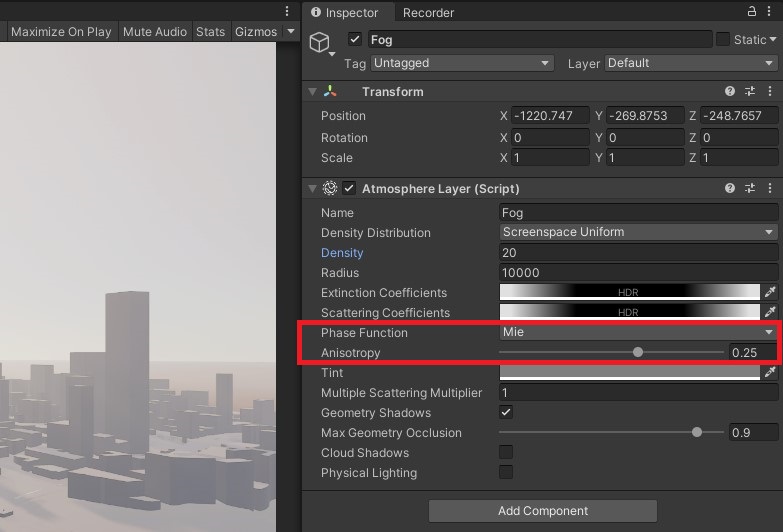 Inspector Recorder
Maximize On Play Mute Audio Stats Gizmos
Fog Static
Tag Untagged Layer Default
Transform
Position X -1220.747 Y -269.8753 Z -248.7657
Rotation X 0 Y 0 Z 0
Scale X 1 Y 1 Z 1
Atmosphere Layer (Script)
Name Fog
Density Distribution Screenspace Uniform
Density 20
Radius 10000
Extinction Coefficients HDR
Scattering Coefficients HDR
Phase Function Mie
Anisotropy 0.25
Tint
Multiple Scattering Multiplier 1
Geometry Shadows
Max Geometry Occlusion 0.9
Cloud Shadows
Physical Lighting
Add Component